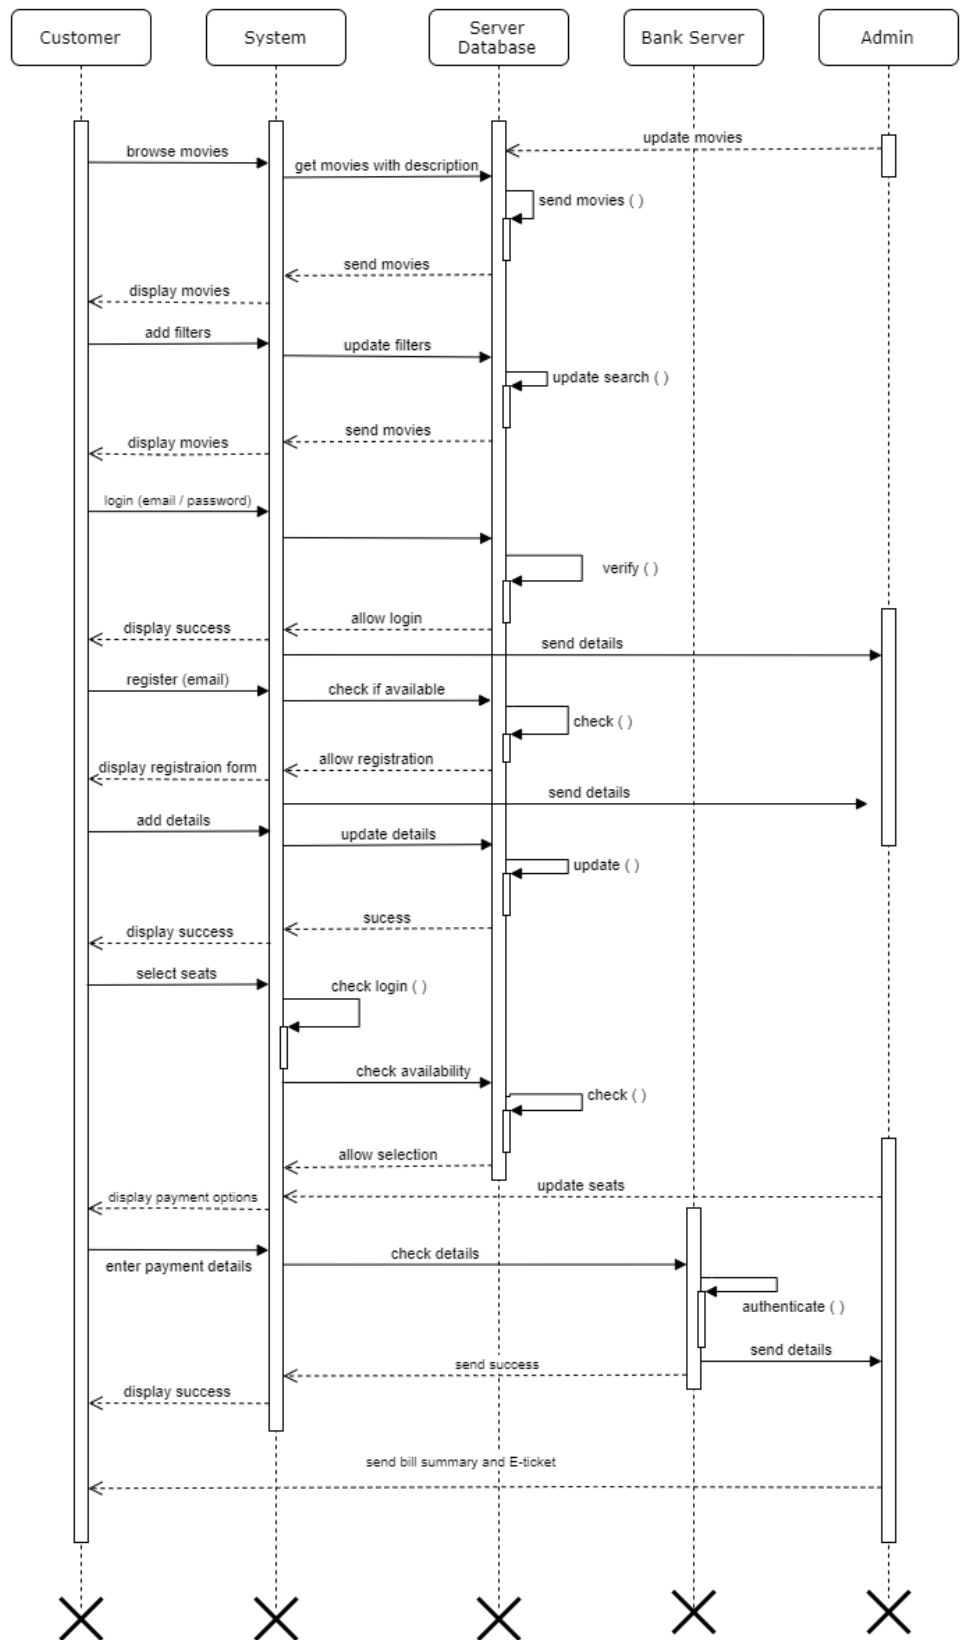 Customer
System
Server
Database
Bank Server
Admin
update movies
browse movies
get movies with description
send movies ( )
send movies
display movies
add filters
update filters
update search ( )
send movies
display movies
login (email / password)
verify ( )
allow login
display success
send details
register (email)
check if available
check ( )
allow registration
display registraion form
send details
add details
update details
update ( )
sucess
display success
select seats
check login ( )
check availability
check ( )
allow selection
update seats
display payment options
check details
enter payment details
authenticate ( )
send details
send success
display success
send bill summary and E-ticket